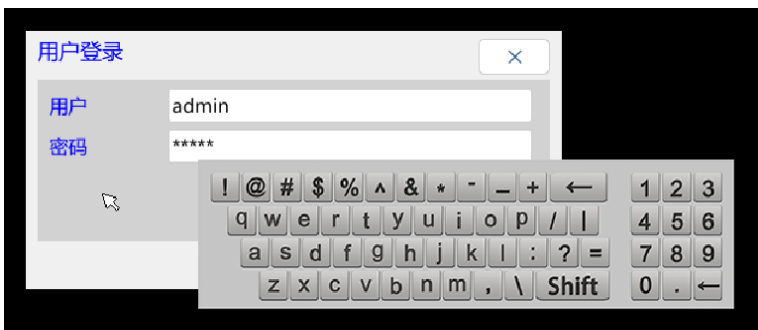 用户登录
×
用户 admin
密码 *****
! @ # $ % ^ & * - _ + ← 1 2 3
q w e r t y u i o p / | 4 5 6
a s d f g h j k l : ? = 7 8 9
z x c v b n m , \ Shift 0 . ←